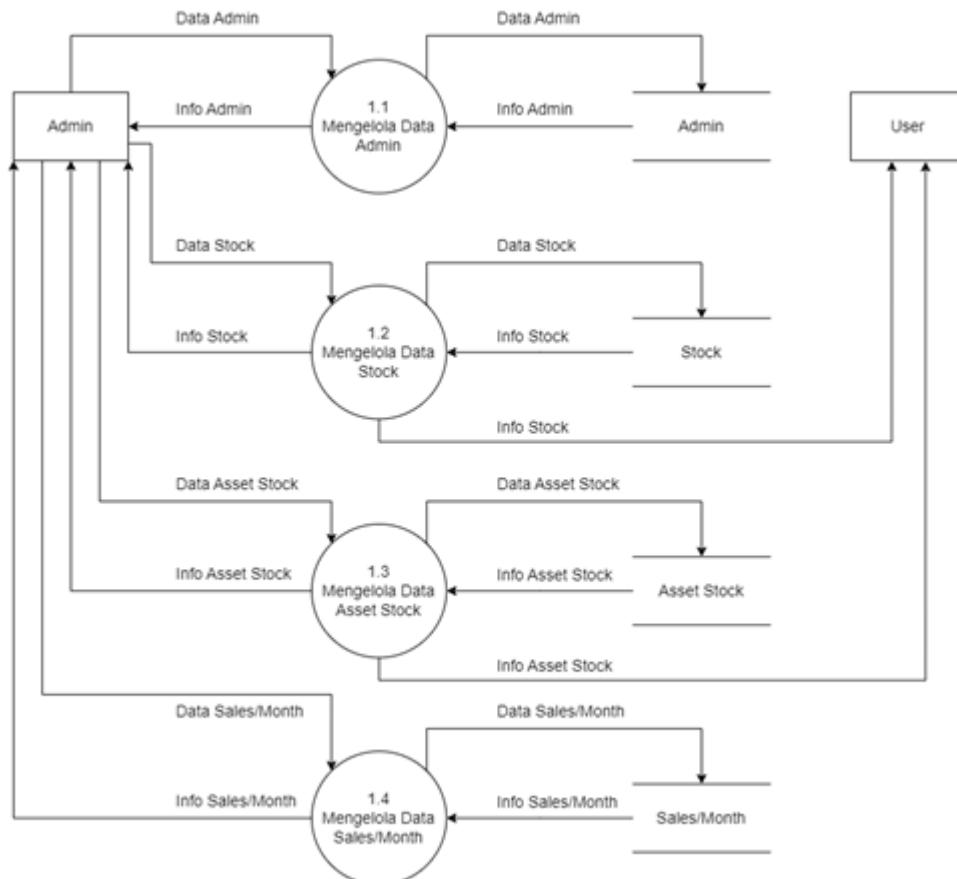 Data Admin
Data Admin
Admin
Info Admin
1.1
Mengelola Data
Admin
Info Admin
Admin
User
Data Stock
Data Stock
Info Stock
1.2
Mengelola Data
Stock
Info Stock
Stock
Info Stock
Data Asset Stock
Data Asset Stock
Info Asset Stock
1.3
Mengelola Data
Asset Stock
Info Asset Stock
Asset Stock
Info Asset Stock
Data Sales/Month
Data Sales/Month
Info Sales/Month
1.4
Mengelola Data
Sales/Month
Info Sales/Month
Sales/Month